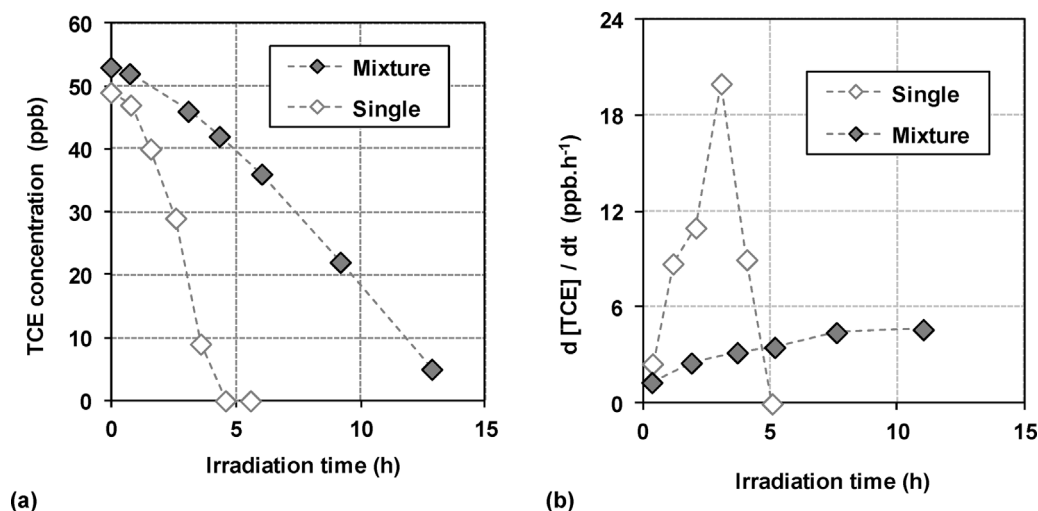 60
50
40
30
20
10
0
TCE concentration (ppb)
Mixture
Single
0 5 10 15
Irradiation time (h)
(a)
24
18
12
6
0
d [TCE] / dt (ppb.h-1)
Single
Mixture
0 5 10 15
Irradiation time (h)
(b)